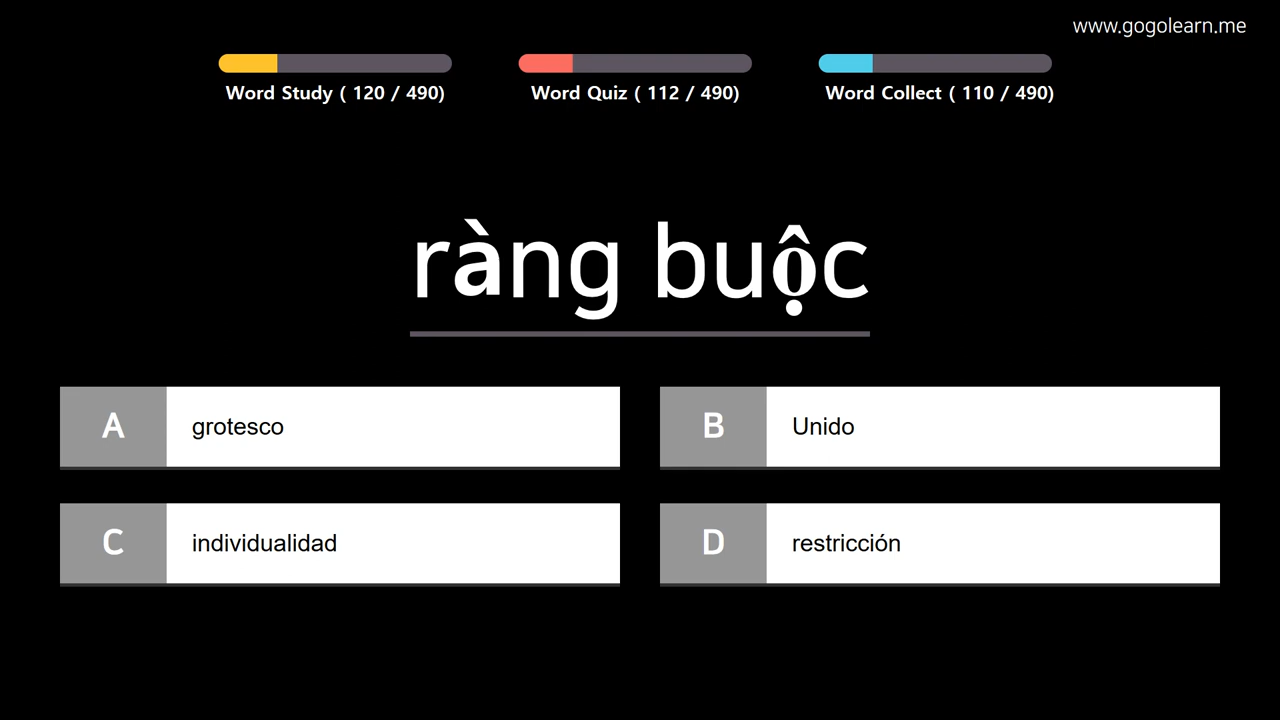 www.gogolearn.me
Word Study ( 120 / 490)
Word Quiz ( 112 / 490)
Word Collect ( 110 / 490)
ràng buộc
A grotesco
B Unido
C individualidad
D restricción